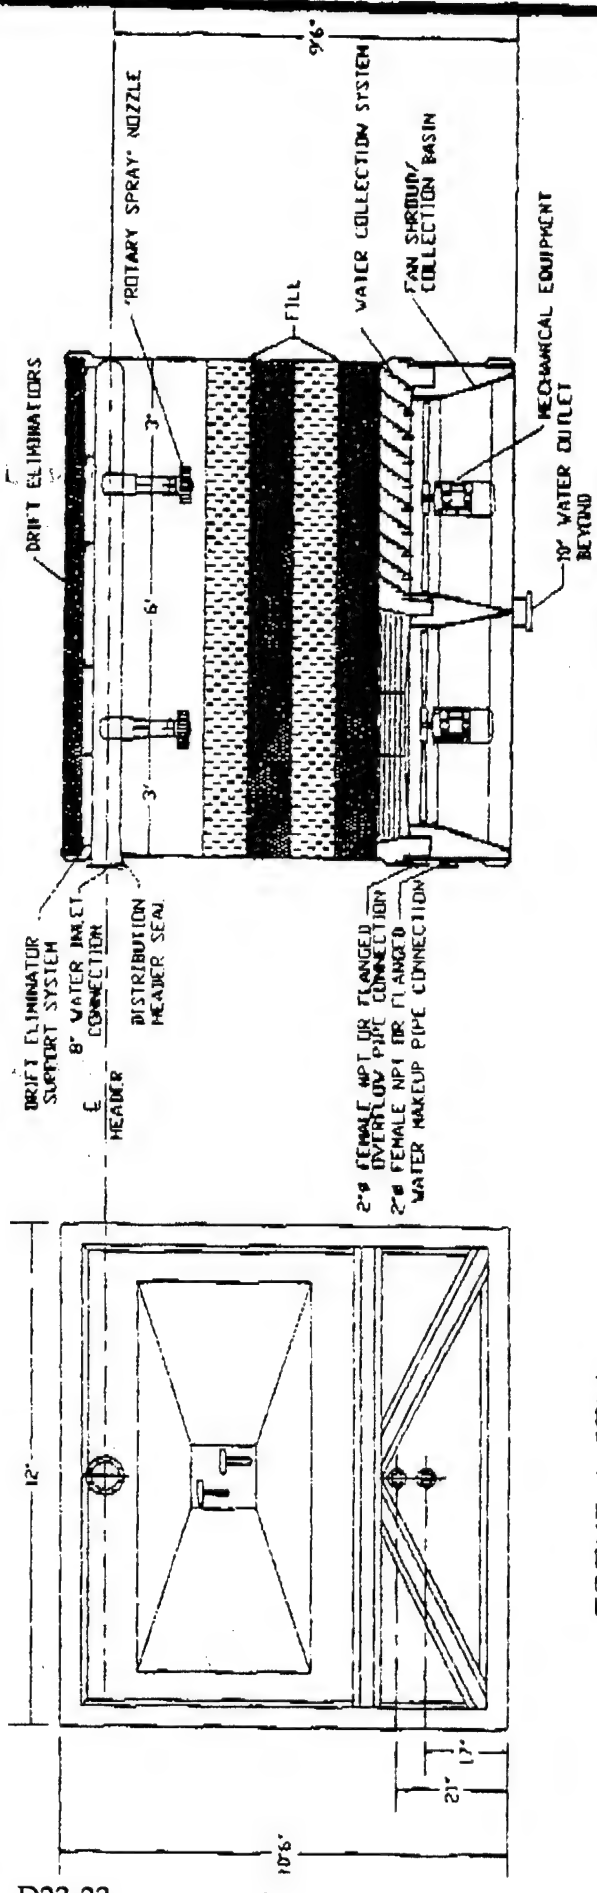 9'6"
DRIFT ELIMINATORS
"ROTARY SPRAY" NOZZLE
FILL
WATER COLLECTION SYSTEM
FAN SHROUD/
COLLECTION BASIN
MECHANICAL EQUIPMENT
10" WATER OUTLET
BEYOND
3'
6'
3'
DRIFT ELIMINATOR
SUPPORT SYSTEM
8" WATER INLET
CONNECTION
DISTRIBUTION
HEADER SEAL
HEADER
2"ø FEMALE NPT OR FLANGED
OVERFLOW PIPE CONNECTION
2"ø FEMALE NPT OR FLANGED
WATER MAKEUP PIPE CONNECTION
12'
10'6"
21"
17"